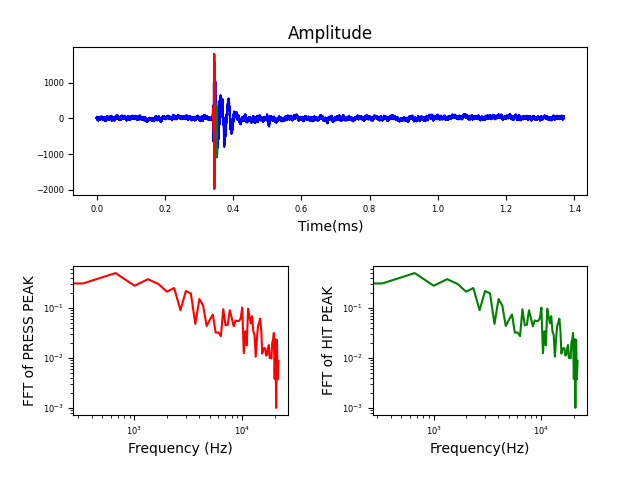 Amplitude
1000
0
−1000
−2000
0.0 0.2 0.4 0.6 0.8 1.0 1.2 1.4
Time(ms)
FFT of PRESS PEAK
10⁻¹
10⁻²
10⁻³
10³ 10⁴
Frequency (Hz)
FFT of HIT PEAK
10⁻¹
10⁻²
10⁻³
10³ 10⁴
Frequency(Hz)